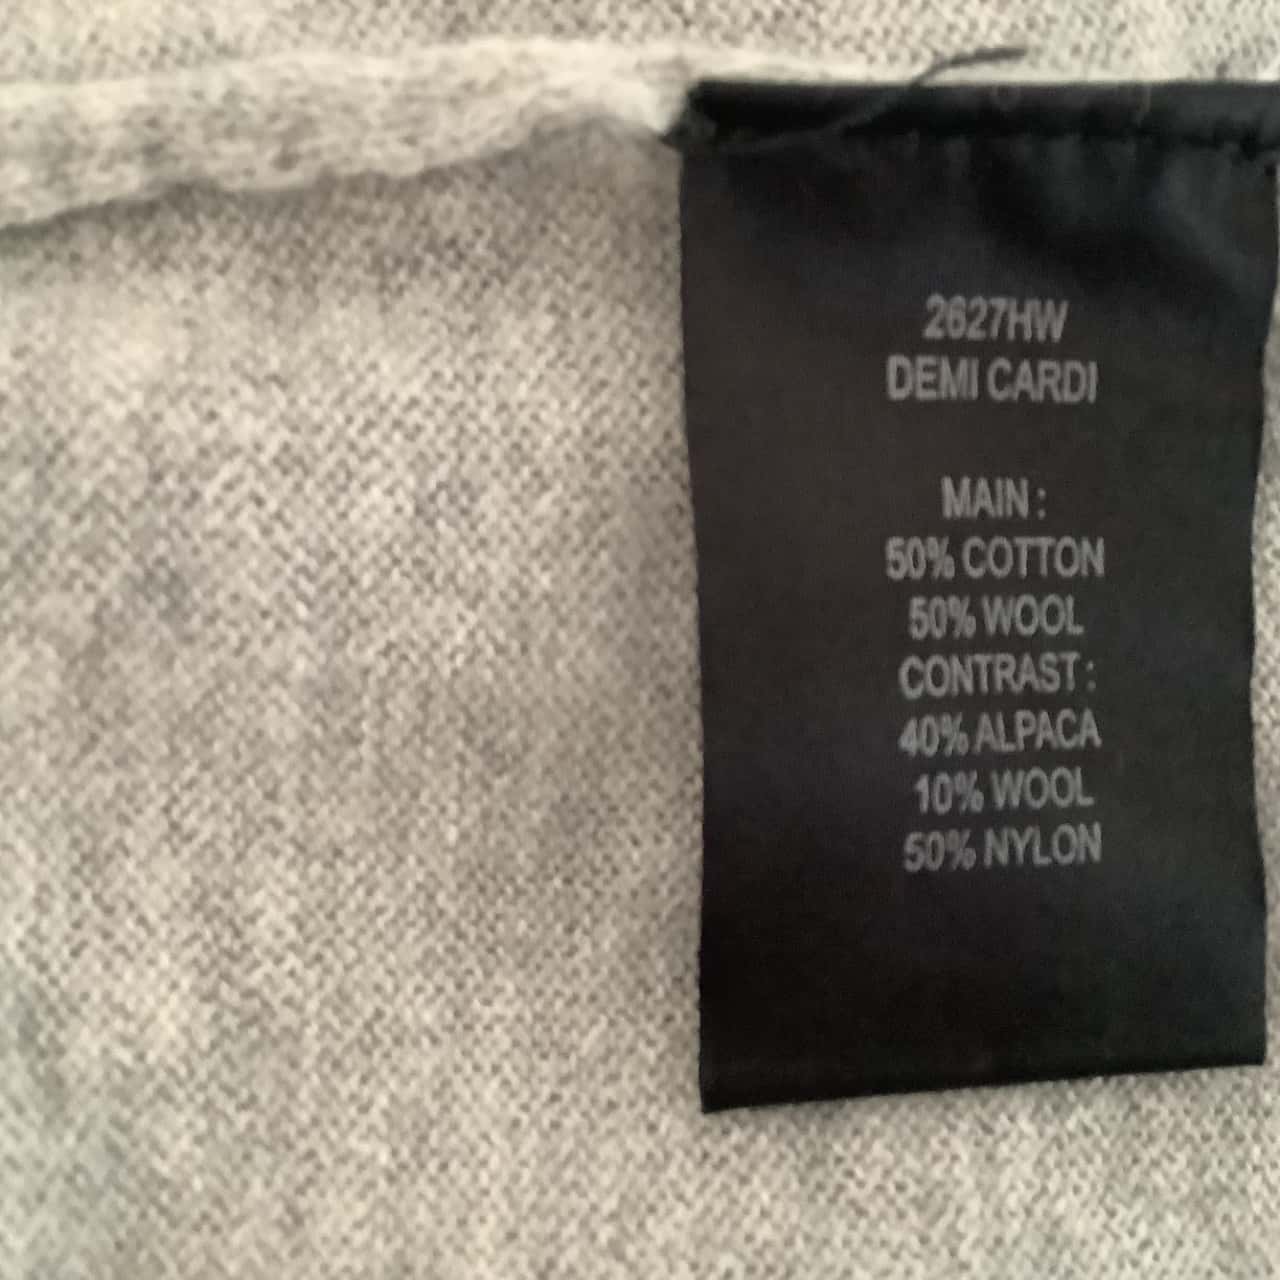 2627HW
DEMI CARDI
MAIN :
50% COTTON
50% WOOL
CONTRAST :
40% ALPACA
10% WOOL
50% NYLON